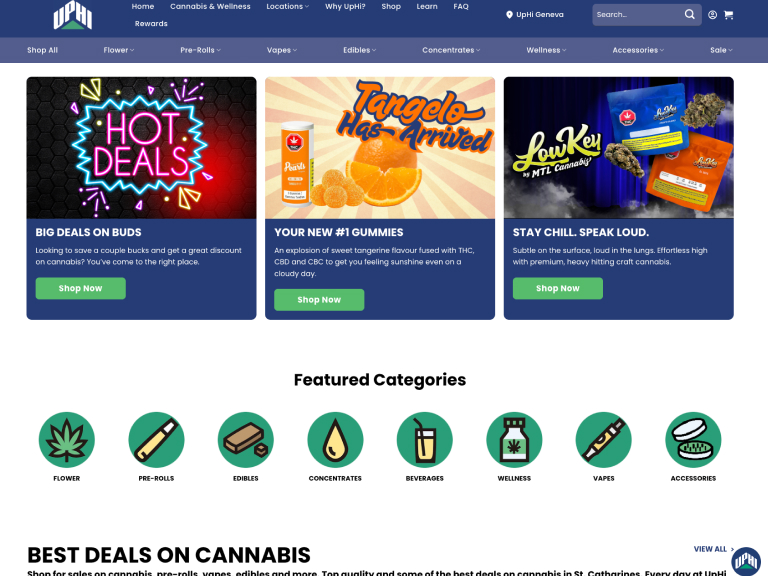 UPHI
Home Cannabis & Wellness Locations Why UpHi? Shop Learn FAQ
Rewards
UpHi Geneva
Search...
Shop All Flower Pre-Rolls Vapes Edibles Concentrates Wellness Accessories Sale
HOT
DEALS
BIG DEALS ON BUDS
Looking to save a couple bucks and get a great discount
on cannabis? You've come to the right place.
Shop Now
Tangelo
Has Arrived
Pearls
YOUR NEW #1 GUMMIES
An explosion of sweet tangerine flavour fused with THC,
CBD and CBC to get you feeling sunshine even on a
cloudy day.
Shop Now
LowKey
by MTL Cannabis
LowKey
LowKey
STAY CHILL. SPEAK LOUD.
Subtle on the surface, loud in the lungs. Effortless high
with premium, heavy hitting craft cannabis.
Shop Now
Featured Categories
FLOWER PRE-ROLLS EDIBLES CONCENTRATES BEVERAGES WELLNESS VAPES ACCESSORIES
BEST DEALS ON CANNABIS
VIEW ALL >
Shop for sales on cannabis, pre-rolls, vapes, edibles and more. Top quality and some of the best deals on cannabis in St. Catharines. Every day at UpHi